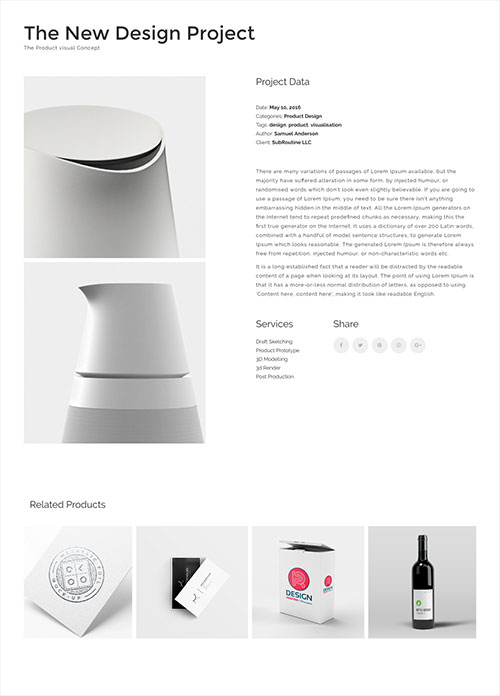 The New Design Project
The Product visual Concept
Project Data
Date: May 10, 2016
Categories: Product Design
Tags: design, product, visualisation
Author: Samuel Anderson
Client: SubRoutine LLC
There are many variations of passages of Lorem Ipsum available, but the
majority have suffered alteration in some form, by injected humour, or
randomised words which don't look even slightly believable. If you are going to
use a passage of Lorem Ipsum, you need to be sure there isn't anything
embarrassing hidden in the middle of text. All the Lorem Ipsum generators on
the Internet tend to repeat predefined chunks as necessary, making this the
first true generator on the Internet. It uses a dictionary of over 200 Latin words,
combined with a handful of model sentence structures, to generate Lorem
Ipsum which looks reasonable. The generated Lorem Ipsum is therefore always
free from repetition, injected humour, or non-characteristic words etc.
It is a long established fact that a reader will be distracted by the readable
content of a page when looking at its layout. The point of using Lorem Ipsum is
that it has a more-or-less normal distribution of letters, as opposed to using
'Content here, content here', making it look like readable English.
Services
Share
Draft Sketching
Product Prototype
3D Modelling
3d Render
Post Production
Related Products
MOCK-UP
DESIGN
DESIGN